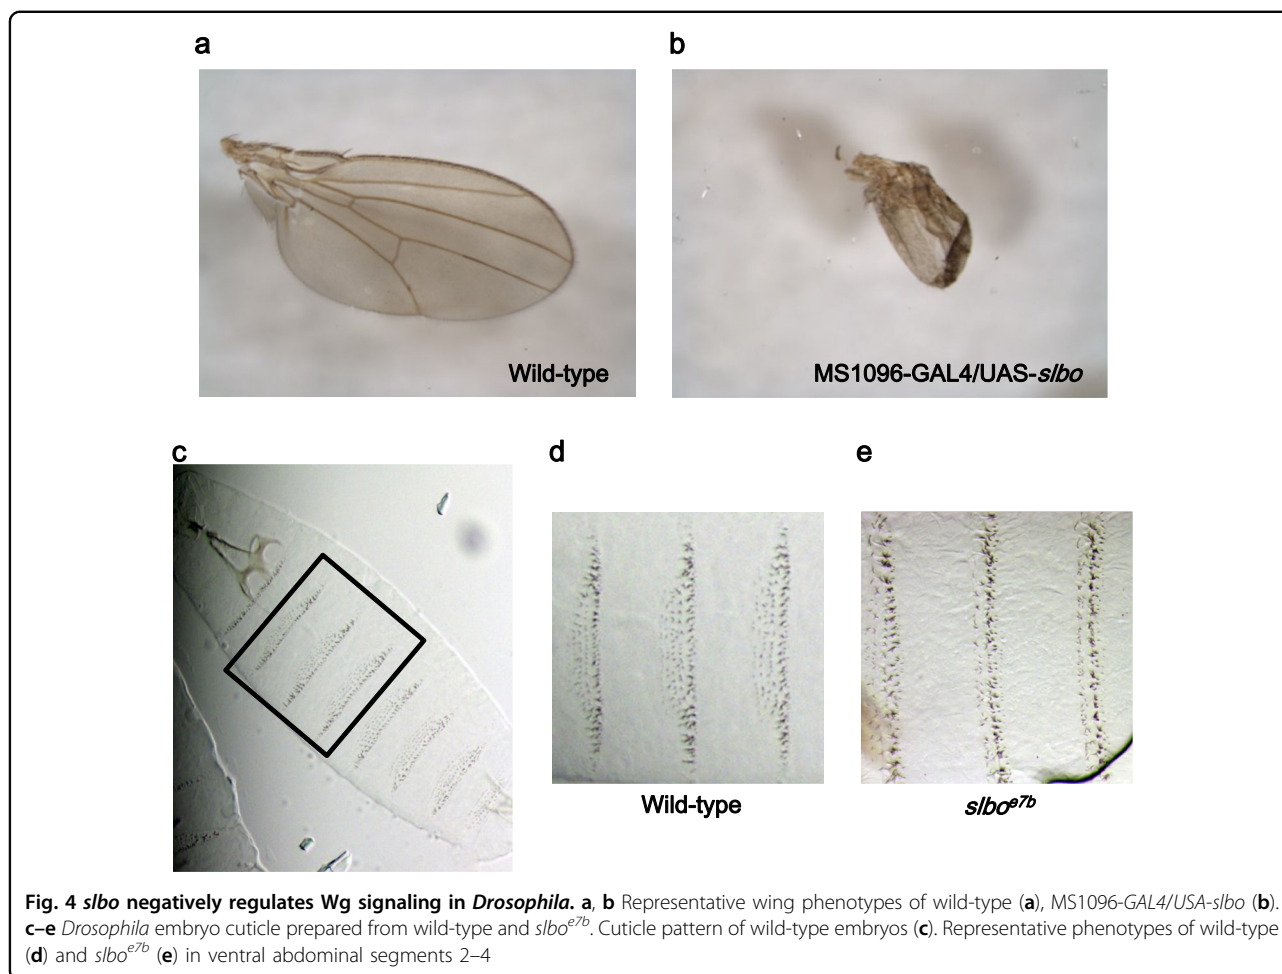 a
b
Wild-type
MS1096-GAL4/UAS-slbo
c
d
e
Wild-type
slboe7b
Fig. 4 slbo negatively regulates Wg signaling in Drosophila. a, b Representative wing phenotypes of wild-type (a), MS1096-GAL4/USA-slbo (b).
c–e Drosophila embryo cuticle prepared from wild-type and slboe7b. Cuticle pattern of wild-type embryos (c). Representative phenotypes of wild-type
(d) and slboe7b (e) in ventral abdominal segments 2–4